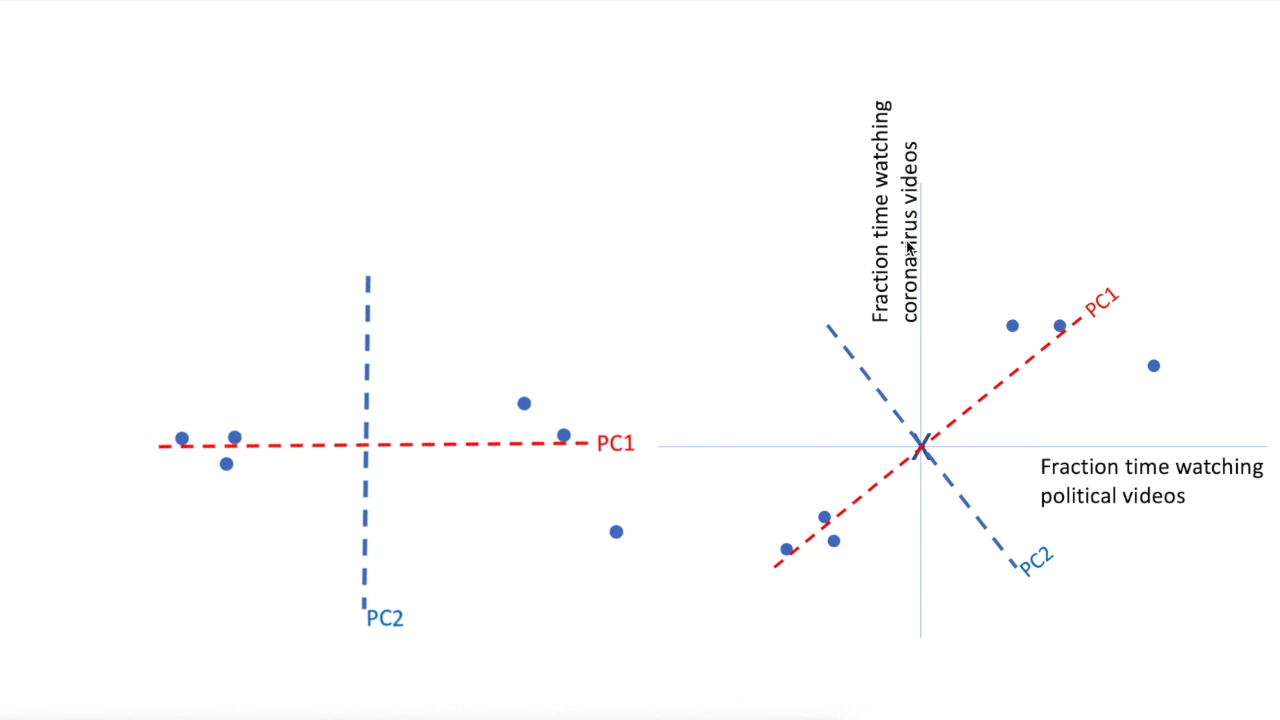 PC1
PC2
Fraction time watching
coronavirus videos
PC1
Fraction time watching
political videos
PC2